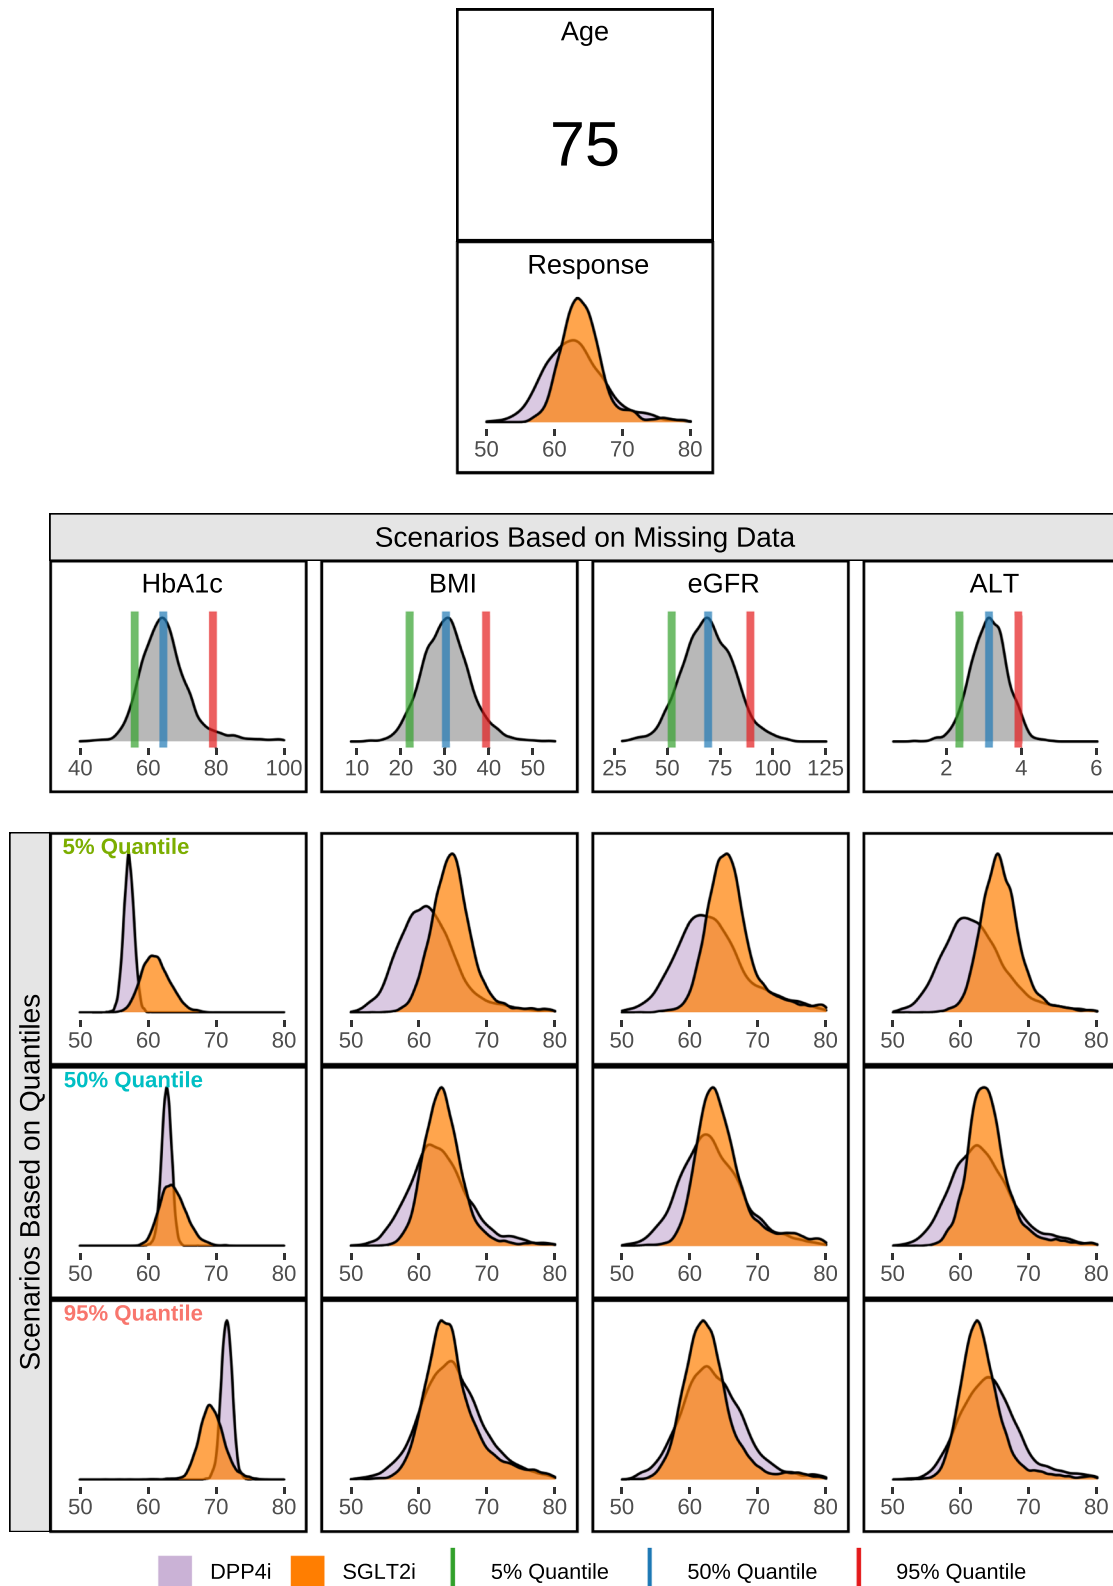 Age
75
Response
50 60 70 80
Scenarios Based on Missing Data
HbA1c BMI eGFR ALT
40 60 80 100 10 20 30 40 50 25 50 75 100 125 2 4 6
Scenarios Based on Quantiles
5% Quantile
50 60 70 80 50 60 70 80 50 60 70 80 50 60 70 80
50% Quantile
50 60 70 80 50 60 70 80 50 60 70 80 50 60 70 80
95% Quantile
50 60 70 80 50 60 70 80 50 60 70 80 50 60 70 80
DPP4i SGLT2i 5% Quantile 50% Quantile 95% Quantile